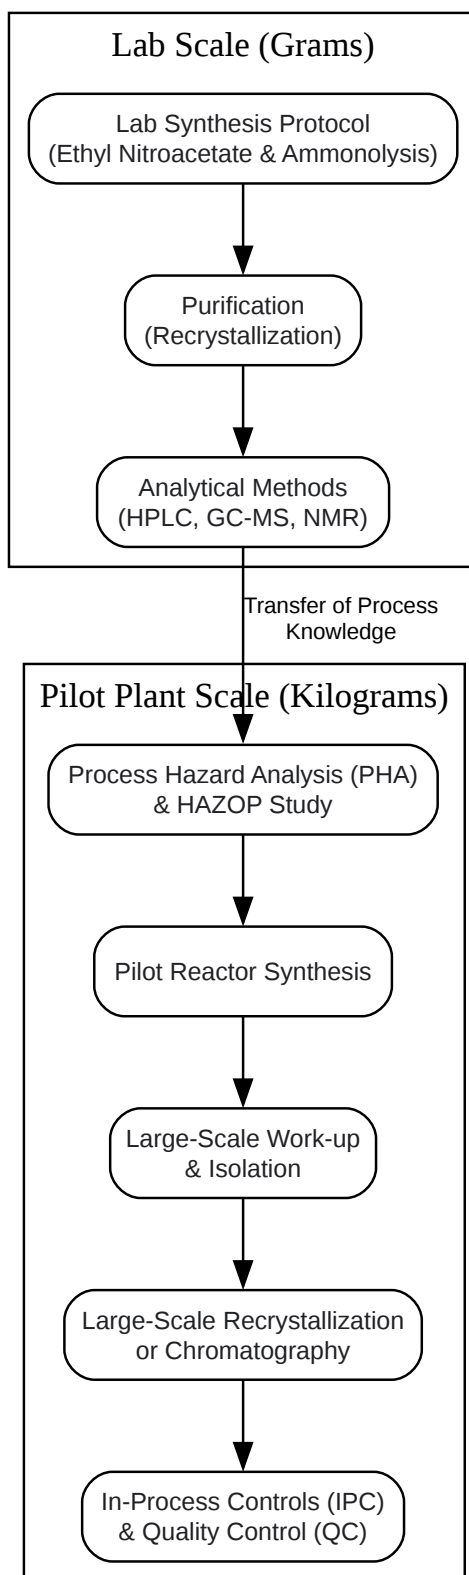 Lab Scale (Grams)
Lab Synthesis Protocol
(Ethyl Nitroacetate & Ammonolysis)
Purification
(Recrystallization)
Analytical Methods
(HPLC, GC-MS, NMR)
Transfer of Process
Knowledge
Pilot Plant Scale (Kilograms)
Process Hazard Analysis (PHA)
& HAZOP Study
Pilot Reactor Synthesis
Large-Scale Work-up
& Isolation
Large-Scale Recrystallization
or Chromatography
In-Process Controls (IPC)
& Quality Control (QC)